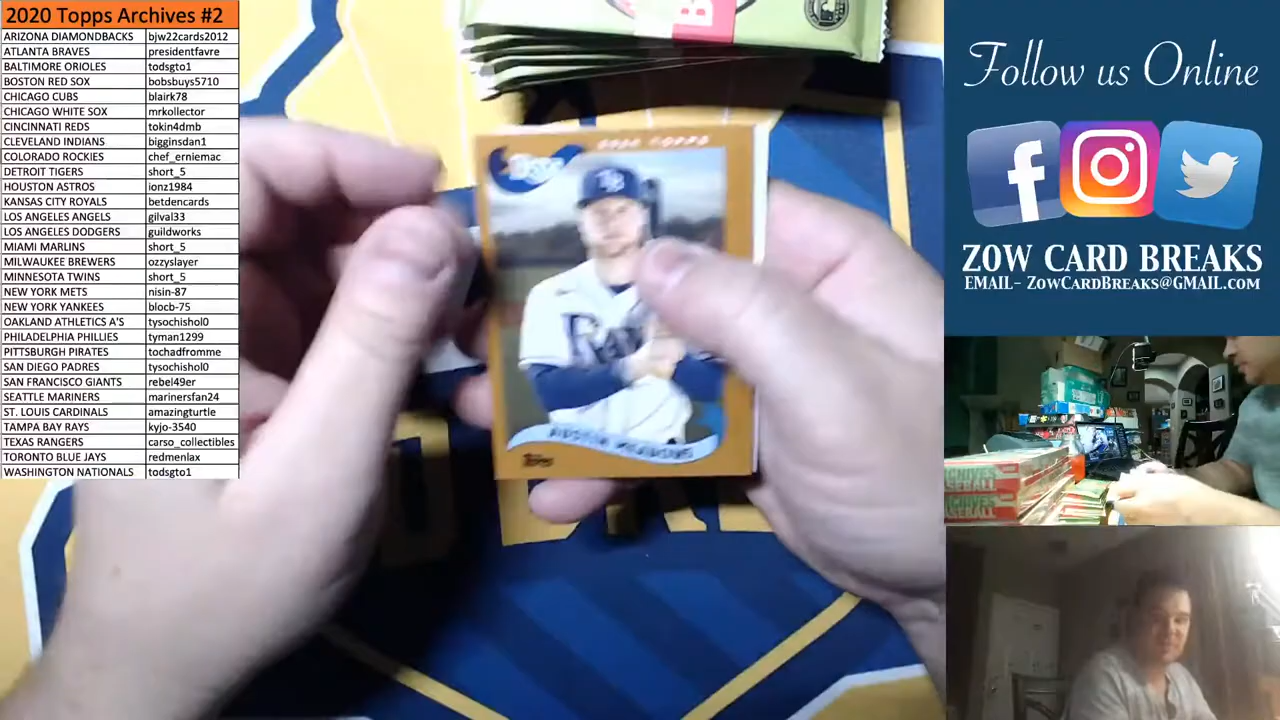 2020 Topps Archives #2
ARIZONA DIAMONDBACKS bjw22cards2012
ATLANTA BRAVES presidentfavre
BALTIMORE ORIOLES todsgto1
BOSTON RED SOX bobsbuys5710
CHICAGO CUBS blairk78
CHICAGO WHITE SOX mrkollector
CINCINNATI REDS tokin4dmb
CLEVELAND INDIANS bigginsdan1
COLORADO ROCKIES chef_erniemac
DETROIT TIGERS short_5
HOUSTON ASTROS ionz1984
KANSAS CITY ROYALS betdencards
LOS ANGELES ANGELS gilval33
LOS ANGELES DODGERS guildworks
MIAMI MARLINS short_5
MILWAUKEE BREWERS ozzyslayer
MINNESOTA TWINS short_5
NEW YORK METS nisin-87
NEW YORK YANKEES blocb-75
OAKLAND ATHLETICS A'S tysochishol0
PHILADELPHIA PHILLIES tyman1299
PITTSBURGH PIRATES tochadfromme
SAN DIEGO PADRES tysochishol0
SAN FRANCISCO GIANTS rebel49er
SEATTLE MARINERS marinersfan24
ST. LOUIS CARDINALS amazingturtle
TAMPA BAY RAYS kyjo-3540
TEXAS RANGERS carso_collectibles
TORONTO BLUE JAYS redmenlax
WASHINGTON NATIONALS todsgto1
TB
AUSTIN MEADOWS
Topps
Follow us Online
ZOW CARD BREAKS
EMAIL- ZowCardBreaks@GMAIL.com